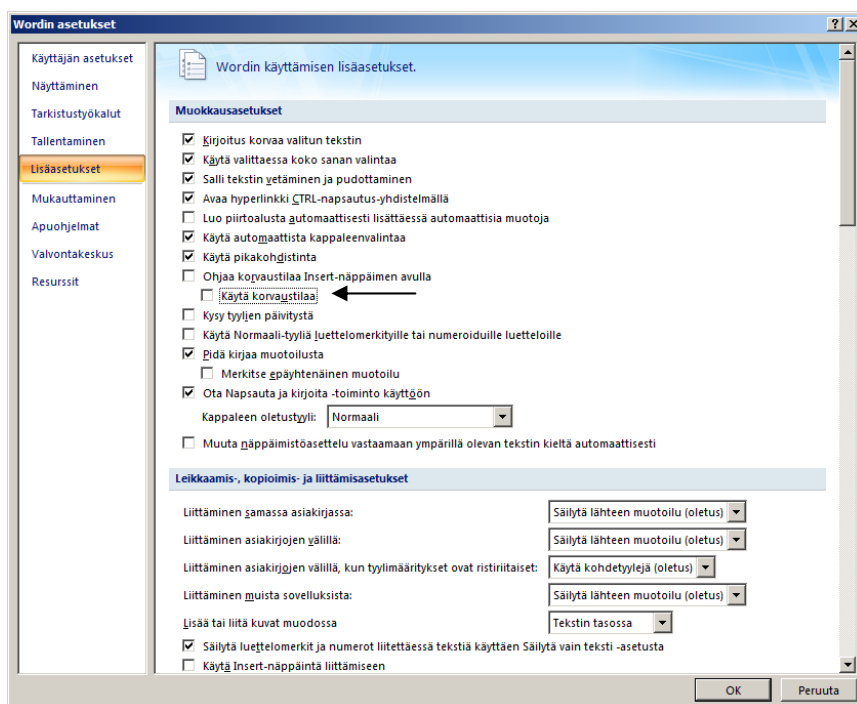 Wordin asetukset
Käyttäjän asetukset
Näyttäminen
Tarkistustyökalut
Tallentaminen
Lisäasetukset
Mukauttaminen
Apuohjelmat
Valvontakeskus
Resurssit
Wordin käyttämisen lisäasetukset.
Muokkausasetukset
Kirjoitus korvaa valitun tekstin
Käytä valittaessa koko sanan valintaa
Salli tekstin vetäminen ja pudottaminen
Avaa hyperlinkki CTRL-napsautus-yhdistelmällä
Luo piirtoalusta automaattisesti lisättäessä automaattisia muotoja
Käytä automaattista kappaleenvalintaa
Käytä pikakohdistinta
Ohjaa korvaustilaa Insert-näppäimen avulla
Käytä korvaustilaa
Kysy tyylien päivitystä
Käytä Normaali-tyyliä luettelomerkityille tai numeroiduille luetteloille
Pidä kirjaa muotoilusta
Merkitse epäyhtenäinen muotoilu
Ota Napsauta ja kirjoita -toiminto käyttöön
Kappaleen oletustyyli: Normaali
Muuta näppäimistöasettelu vastaamaan ympärillä olevan tekstin kieltä automaattisesti
Leikkaamis-, kopioimis- ja liittämisasetukset
Liittäminen samassa asiakirjassa: Säilytä lähteen muotoilu (oletus)
Liittäminen asiakirjojen välillä: Säilytä lähteen muotoilu (oletus)
Liittäminen asiakirjojen välillä, kun tyylimääritykset ovat ristiriitaiset: Käytä kohdetyylejä (oletus)
Liittäminen muista sovelluksista: Säilytä lähteen muotoilu (oletus)
Lisää tai liitä kuvat muodossa Tekstin tasossa
Säilytä luettelomerkit ja numerot liitettäessä tekstiä käyttäen Säilytä vain teksti -asetusta
Käytä Insert-näppäintä liittämiseen
OK Peruuta